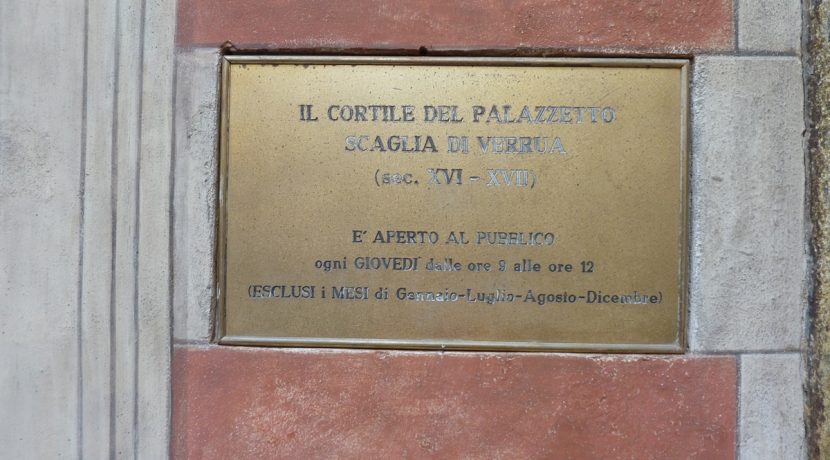 IL CORTILE DEL PALAZZETTO
SCAGLIA DI VERRUA
(sec. XVI - XVII)
E' APERTO AL PUBBLICO
ogni GIOVEDI dalle ore 9 alle ore 12
(ESCLUSI i MESI di Gennaio-Luglio-Agosto-Dicembre)